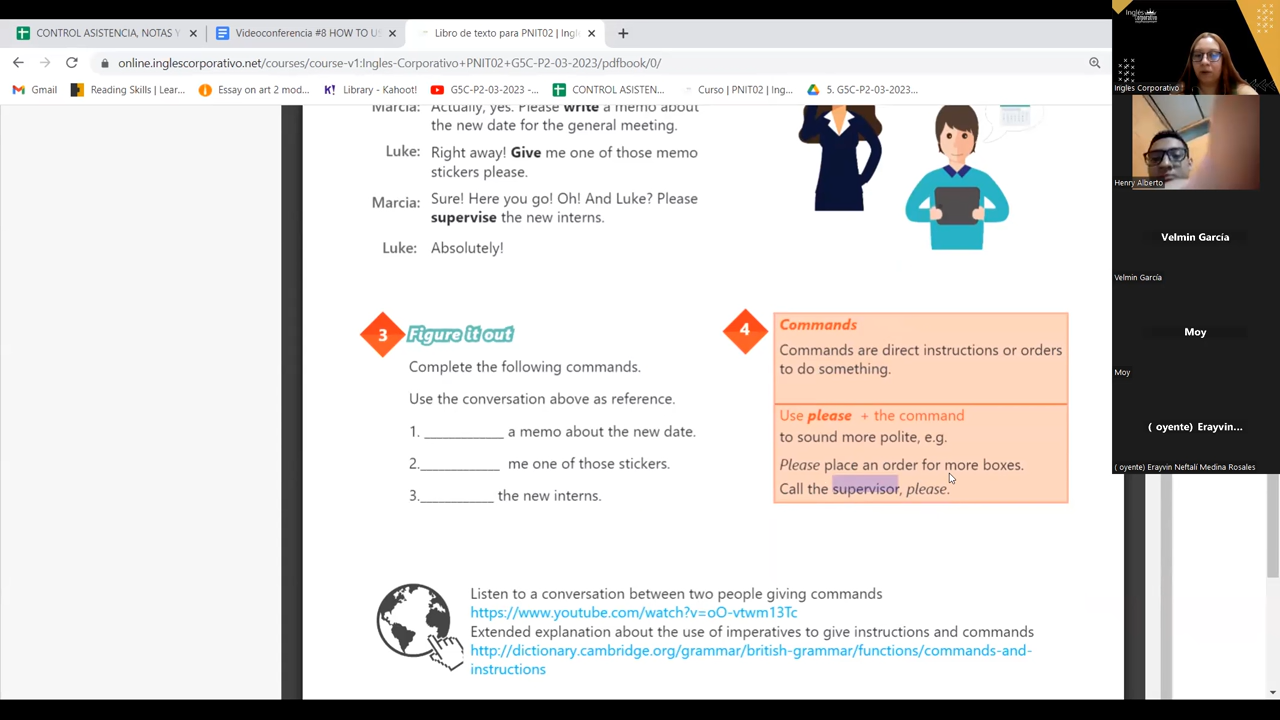 CONTROL ASISTENCIA, NOTAS Y
Videoconferencia #8 HOW TO US
Libro de texto para PNIT02 | Ingl
online.inglescorporativo.net/courses/course-v1:Ingles-Corporativo+PNIT02+G5C-P2-03-2023/pdfbook/0/
Gmail
Reading Skills | Lear...
Essay on art 2 mod...
Library - Kahoot!
G5C-P2-03-2023 -...
CONTROL ASISTEN...
Curso | PNIT02 | Ing...
5. G5C-P2-03-2023...
Marcia: Actually, yes. Please write a memo about
the new date for the general meeting.
Luke: Right away! Give me one of those memo
stickers please.
Marcia: Sure! Here you go! Oh! And Luke? Please
supervise the new interns.
Luke: Absolutely!
3 Figure it out
Complete the following commands.
Use the conversation above as reference.
1. ____________ a memo about the new date.
2.____________ me one of those stickers.
3.___________ the new interns.
4 Commands
Commands are direct instructions or orders
to do something.
Use please + the command
to sound more polite, e.g.
Please place an order for more boxes.
Call the supervisor, please.
Listen to a conversation between two people giving commands
https://www.youtube.com/watch?v=oO-vtwm13Tc
Extended explanation about the use of imperatives to give instructions and commands
http://dictionary.cambridge.org/grammar/british-grammar/functions/commands-and-
instructions
Inglés
Corporativo
Ingles Corporativo
Henry Alberto
Velmin García
Velmin García
Moy
Moy
( oyente) Erayvin...
( oyente) Erayvin Neftalí Medina Rosales